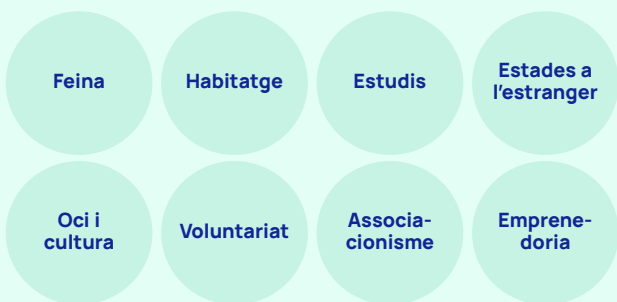 Feina
Habitatge
Estudis
Estades a
l'estranger
Oci i
cultura
Voluntariat
Associa-
cionisme
Emprene-
doria